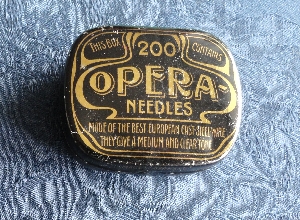 THIS BOX 200 CONTAINS
OPERA-
NEEDLES
MADE OF THE BEST EUROPEAN CAST STEEL WIRE
THEY GIVE A MEDIUM AND CLEAR TONE